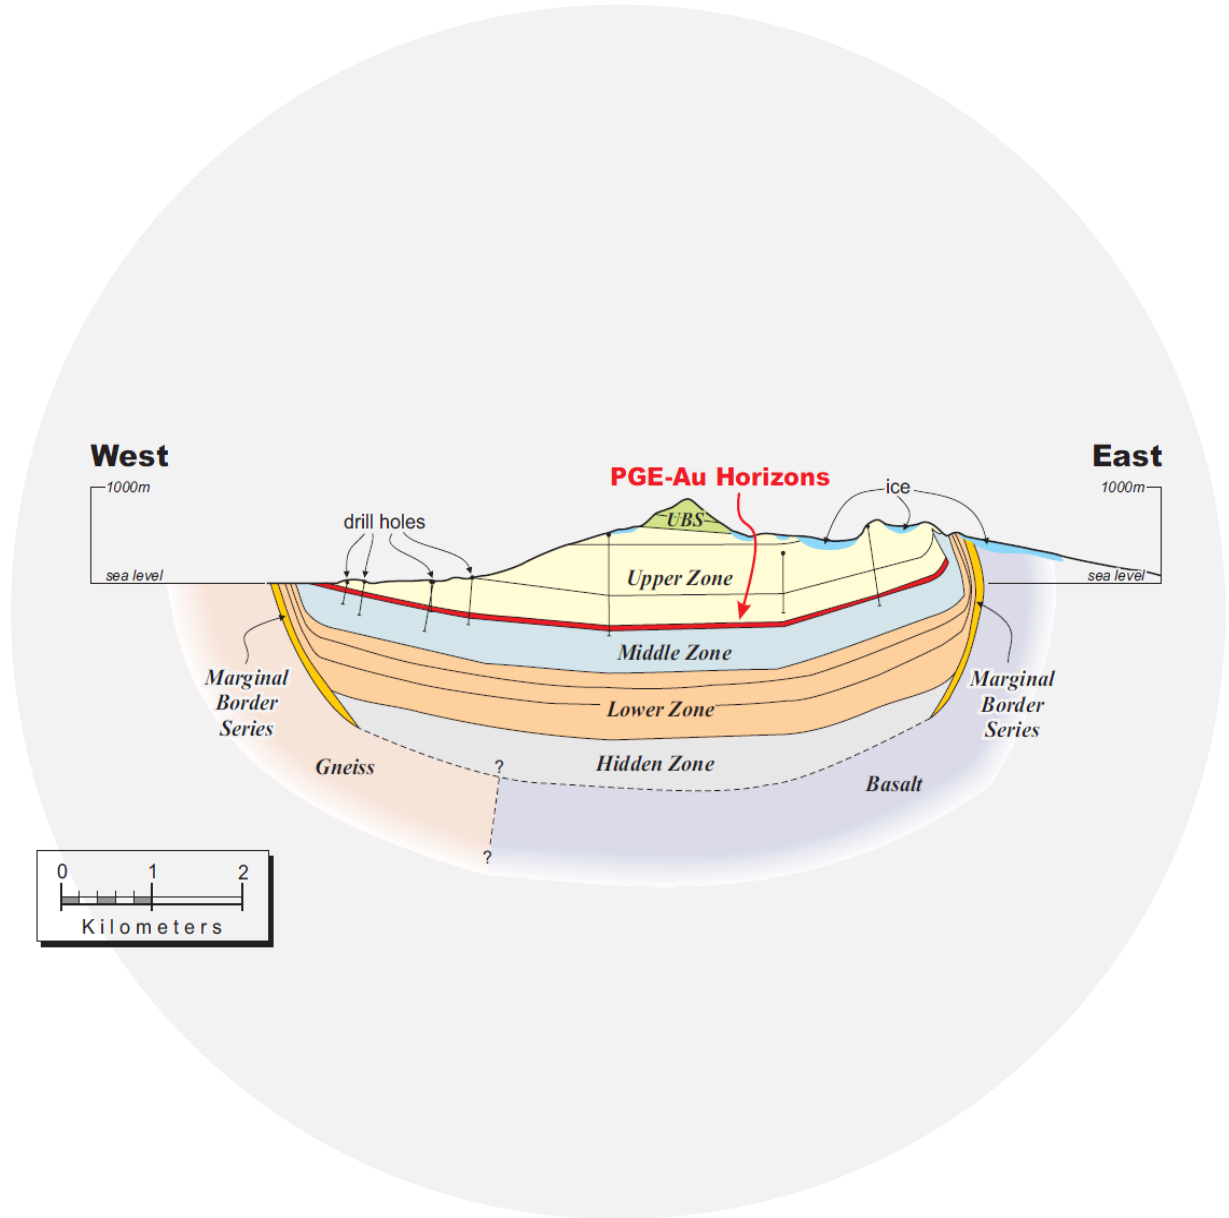 West
East
1000m
1000m
PGE-Au Horizons
ice
drill holes
UBS
sea level
sea level
Upper Zone
Middle Zone
Marginal
Border
Series
Marginal
Border
Series
Lower Zone
Gneiss
?
Hidden Zone
Basalt
?
0 1 2
Kilometers